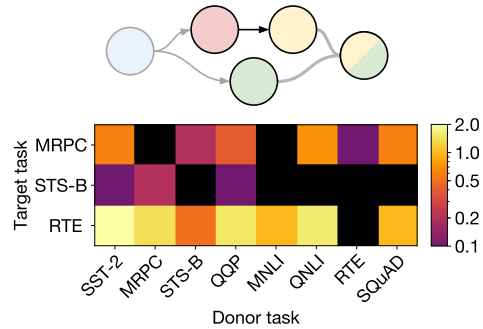 Target task
MRPC
STS-B
RTE
2.0
1.0
0.5
0.2
0.1
SST-2
MRPC
STS-B
QQP
MNLI
QNLI
RTE
SQuAD
Donor task